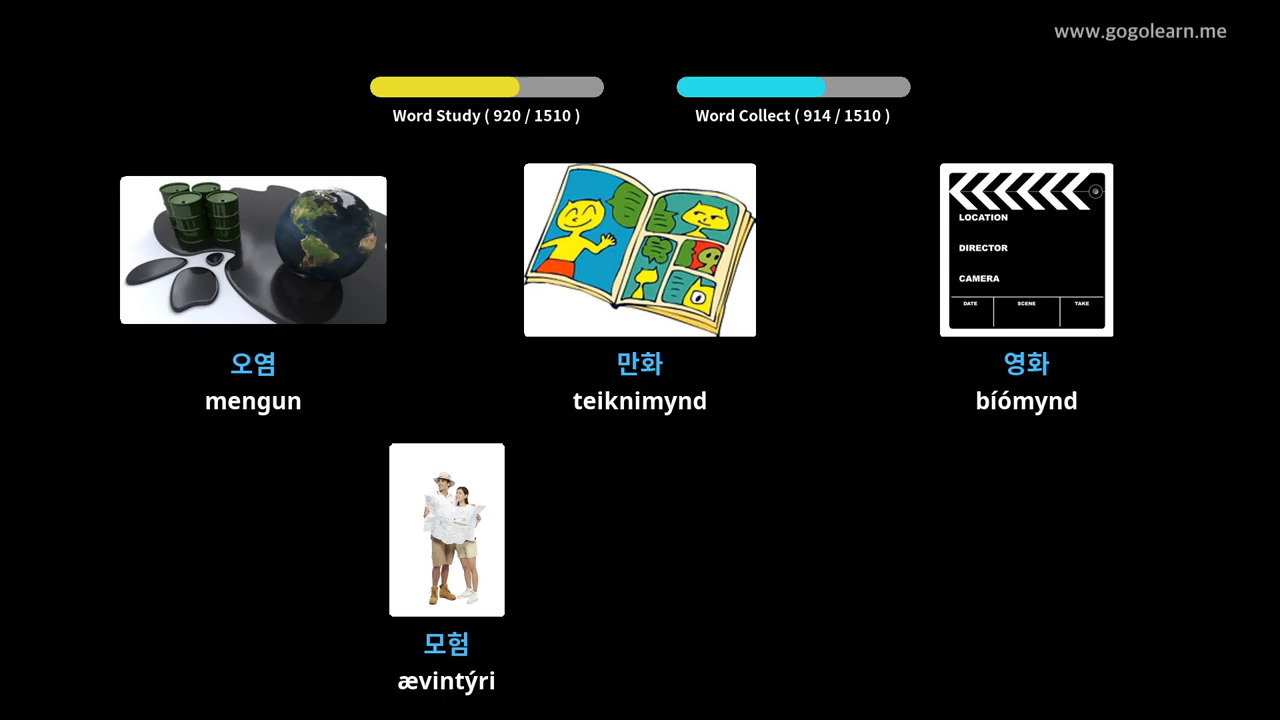 www.gogolearn.me
Word Study ( 920 / 1510 )
Word Collect ( 914 / 1510 )
LOCATION
DIRECTOR
CAMERA
DATE SCENE TAKE
오염
mengun
만화
teiknimynd
영화
bíómynd
모험
ævintýri